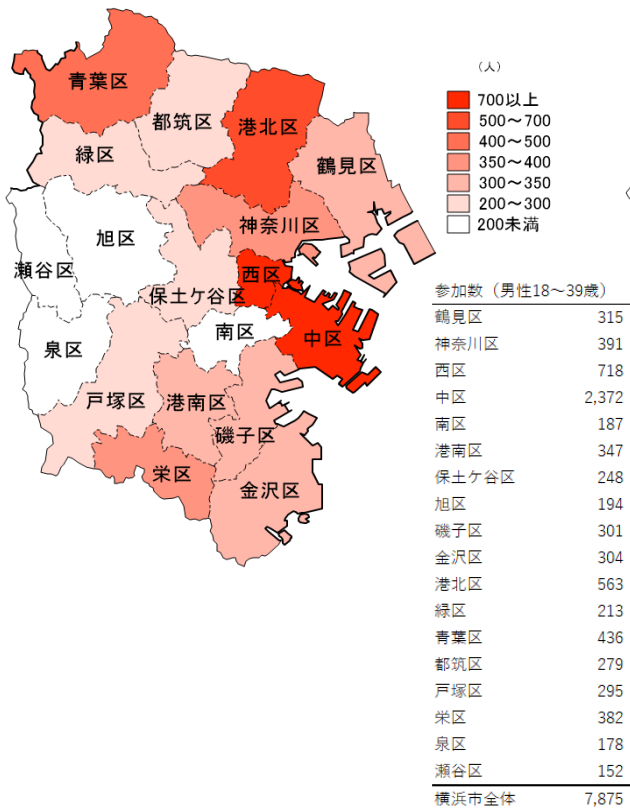 青葉区
都筑区
港北区
緑区
鶴見区
神奈川区
旭区
瀬谷区
西区
保土ケ谷区
南区
中区
泉区
戸塚区
港南区
磯子区
栄区
金沢区
（人）
700以上
500～700
400～500
350～400
300～350
200～300
200未満
参加数（男性18～39歳）
鶴見区 315
神奈川区 391
西区 718
中区 2,372
南区 187
港南区 347
保土ケ谷区 248
旭区 194
磯子区 301
金沢区 304
港北区 563
緑区 213
青葉区 436
都筑区 279
戸塚区 295
栄区 382
泉区 178
瀬谷区 152
横浜市全体 7,875